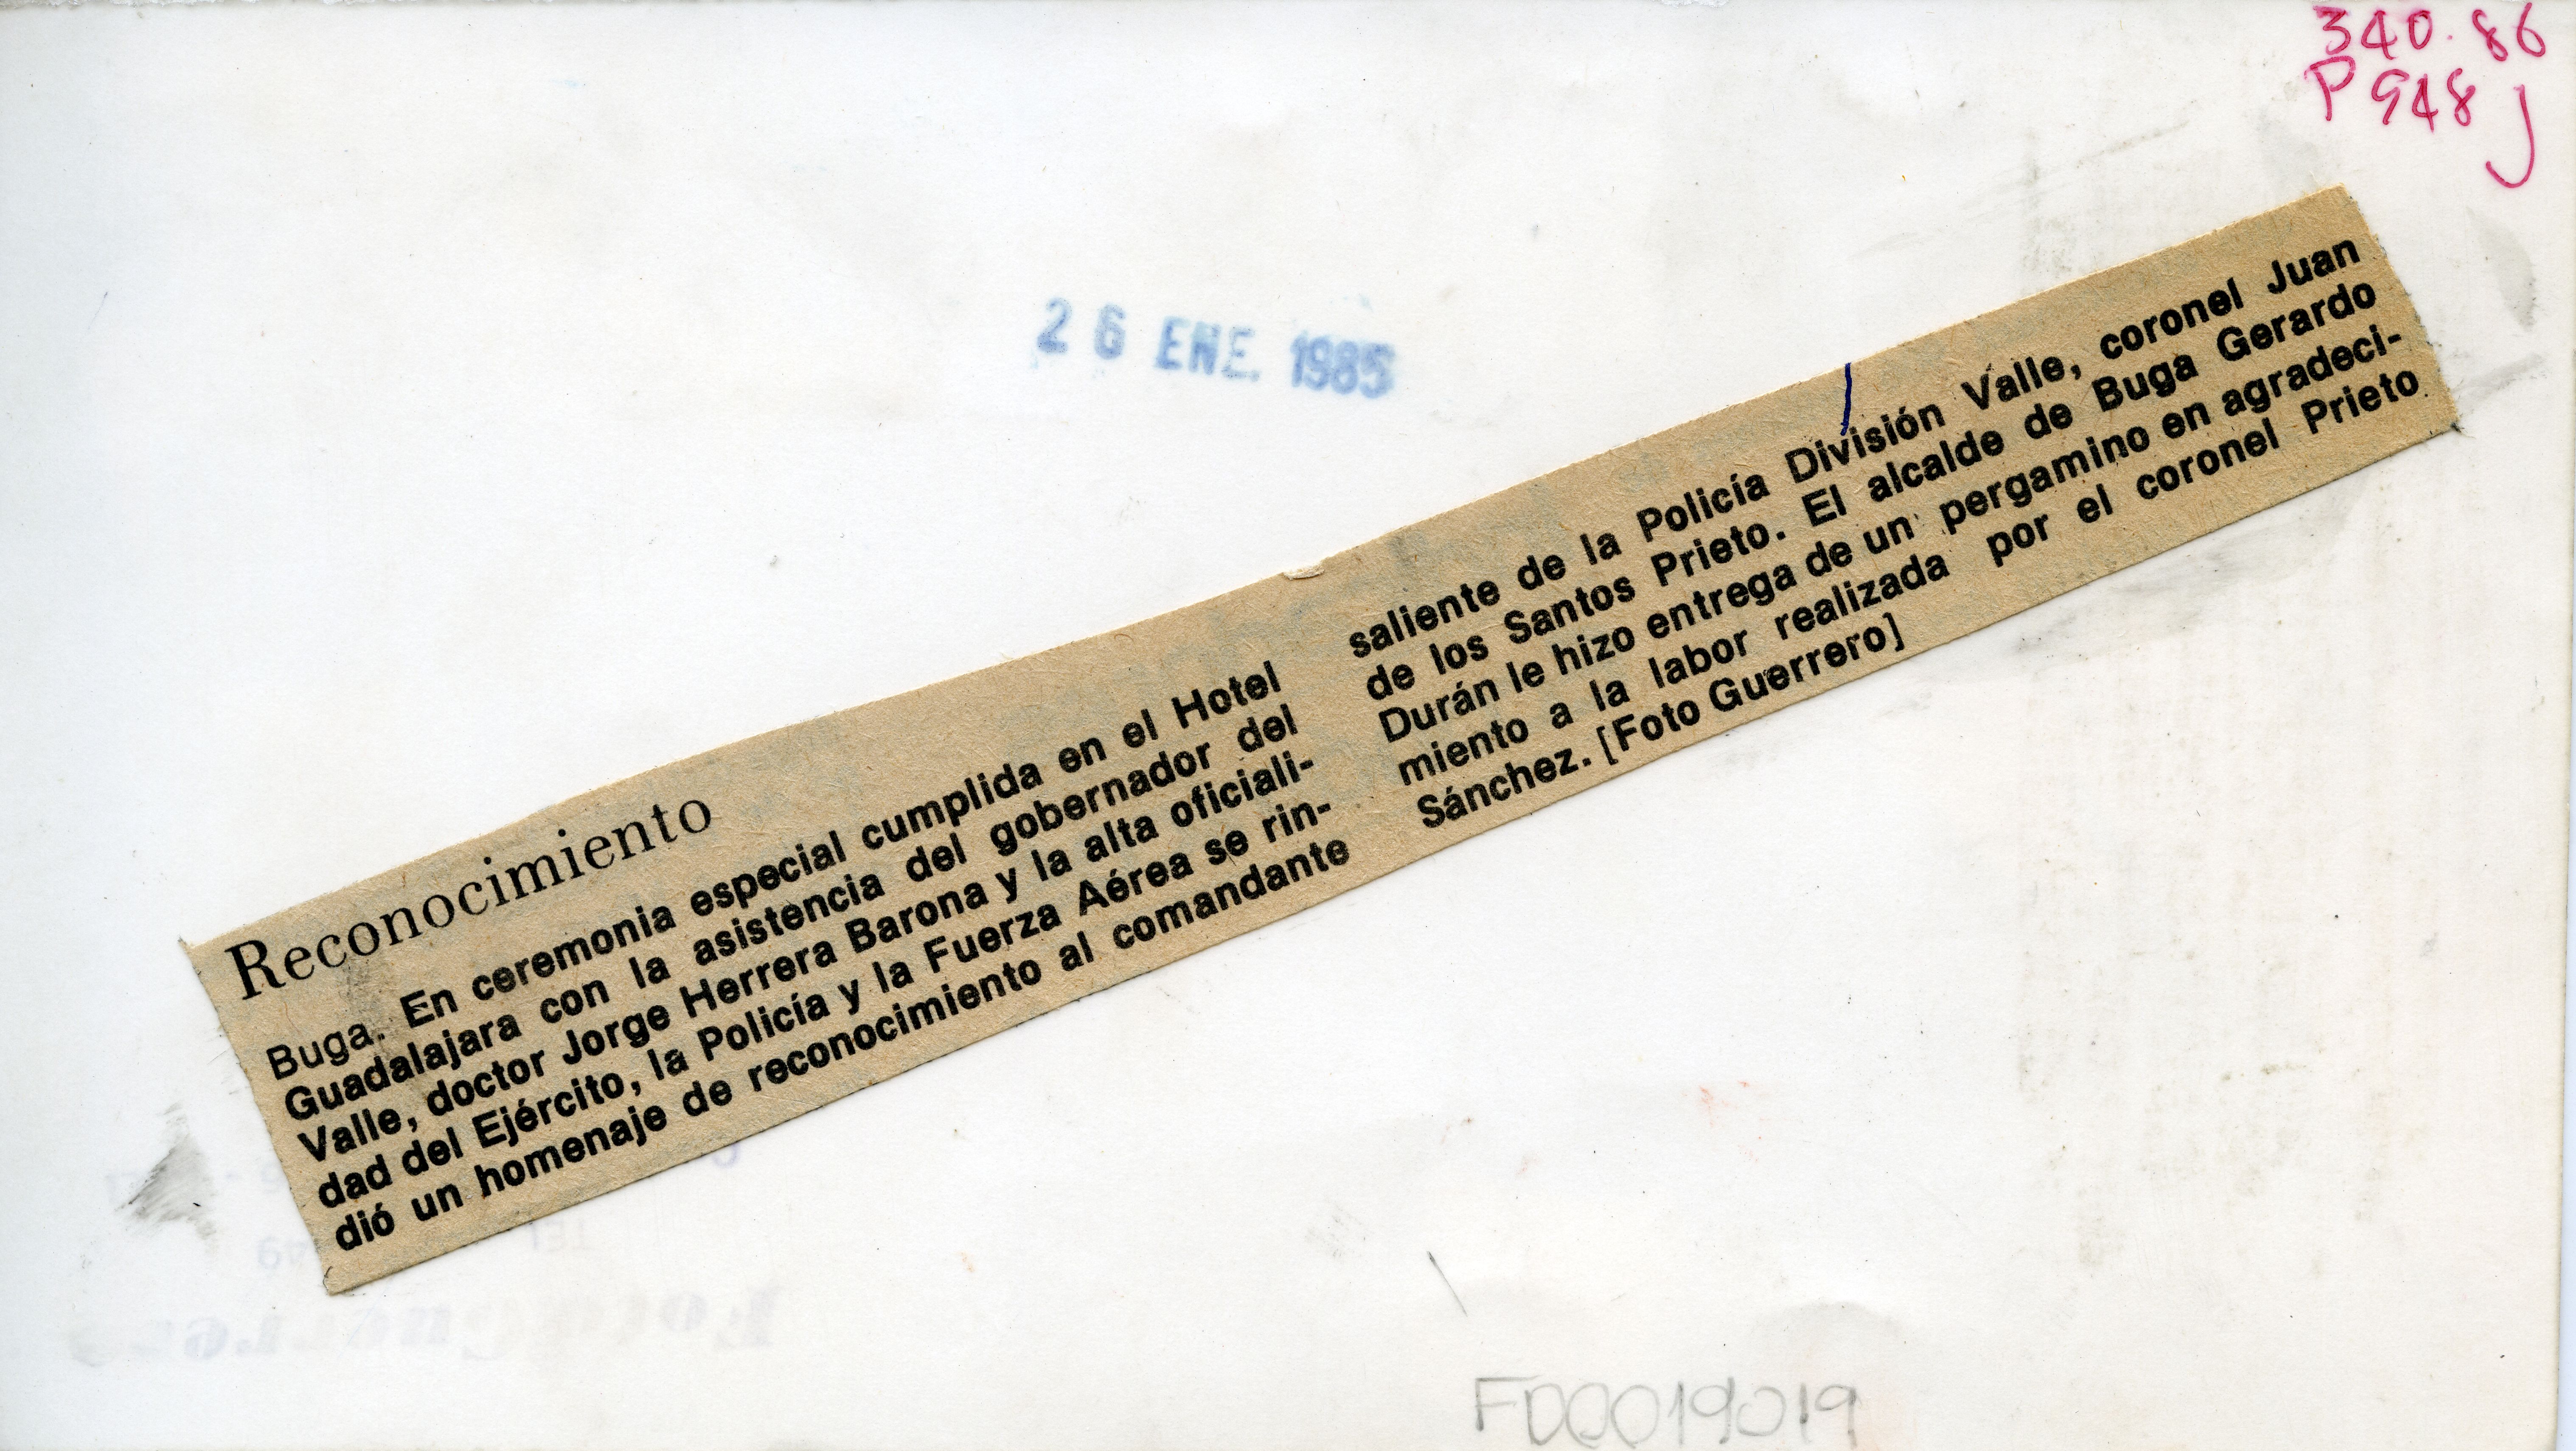 340.86
P948J
26 ENE. 1985
Reconocimiento
Buga. En ceremonia especial cumplida en el Hotel
Guadalajara con la asistencia del gobernador del
Valle, doctor Jorge Herrera Barona y la alta oficiali-
dad del Ejército, la Policía y la Fuerza Aérea se rin-
dió un homenaje de reconocimiento al comandante
saliente de la Policía División Valle, coronel Juan
de los Santos Prieto. El alcalde de Buga Gerardo
Durán le hizo entrega de un pergamino en agradeci-
miento a la labor realizada por el coronel Prieto
Sánchez. [Foto Guerrero]
FD0019019